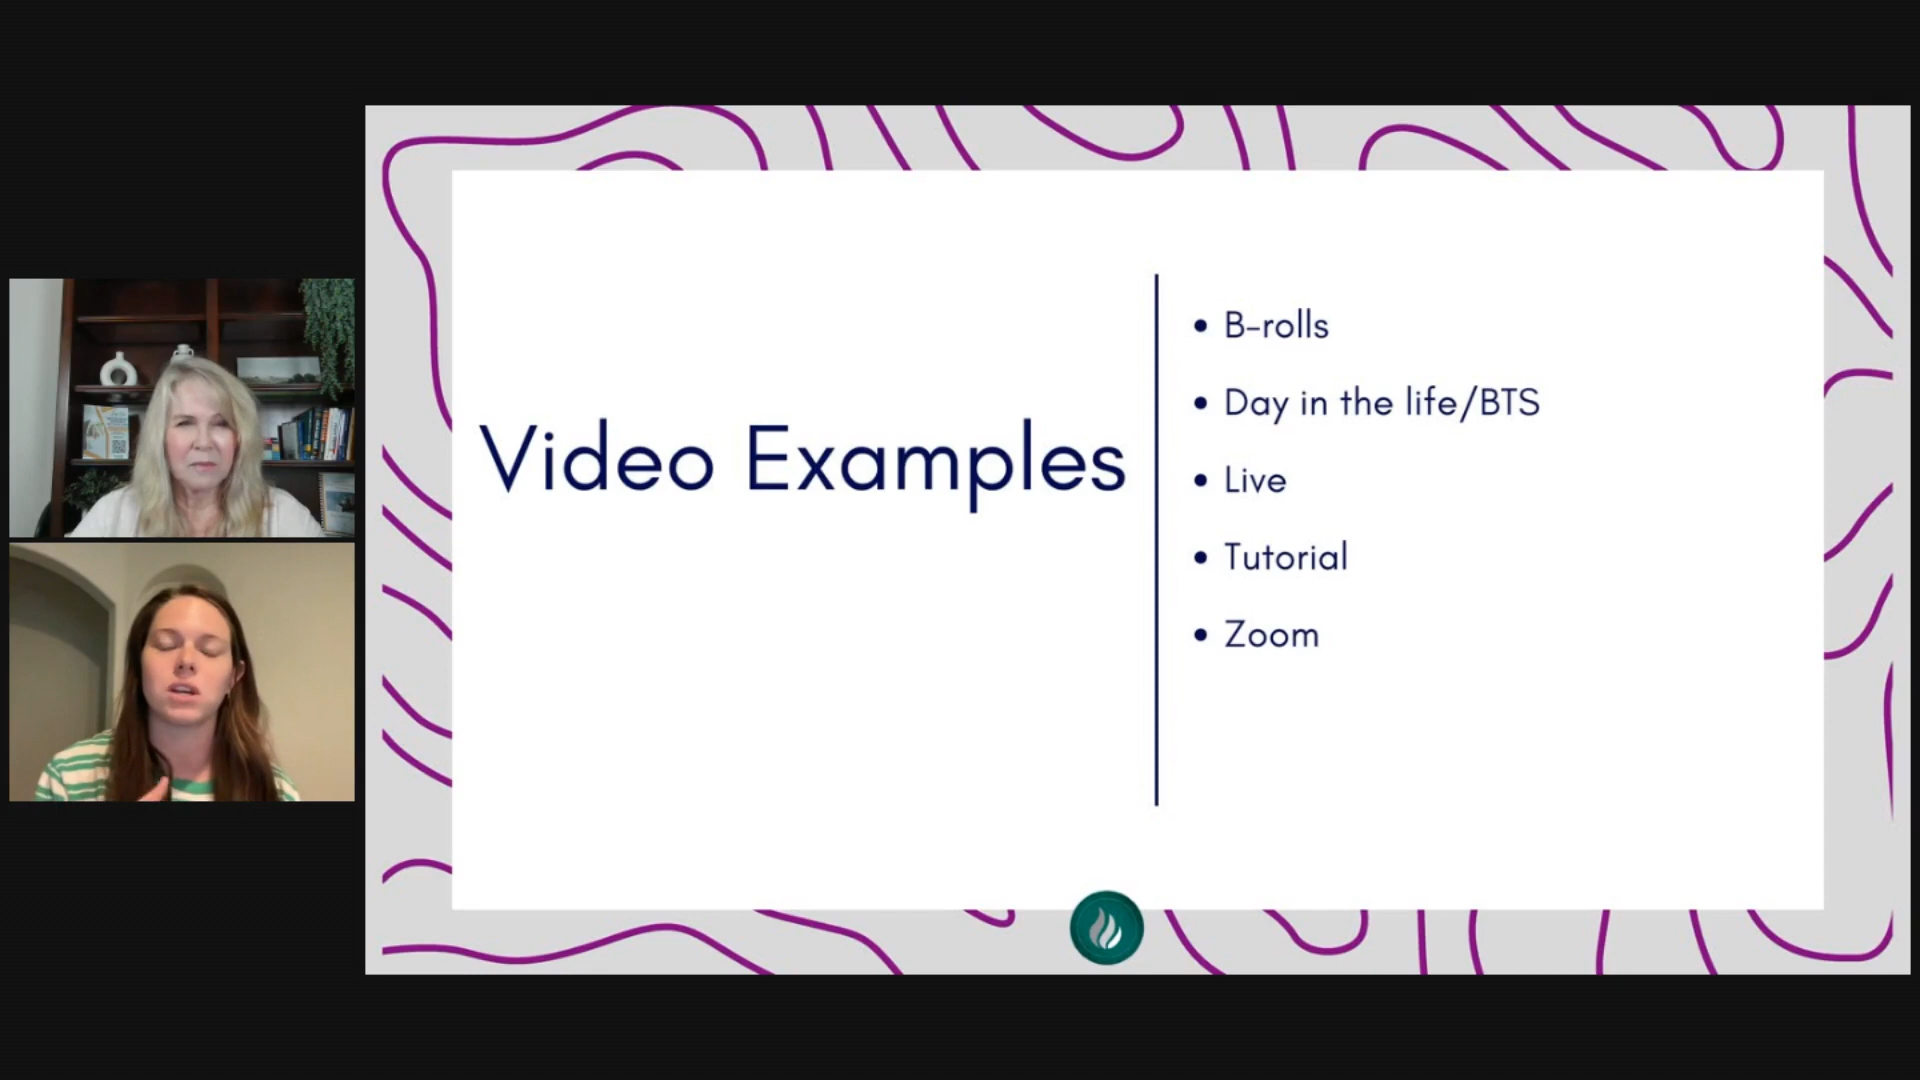 Video Examples
B-rolls
Day in the life/BTS
Live
Tutorial
Zoom